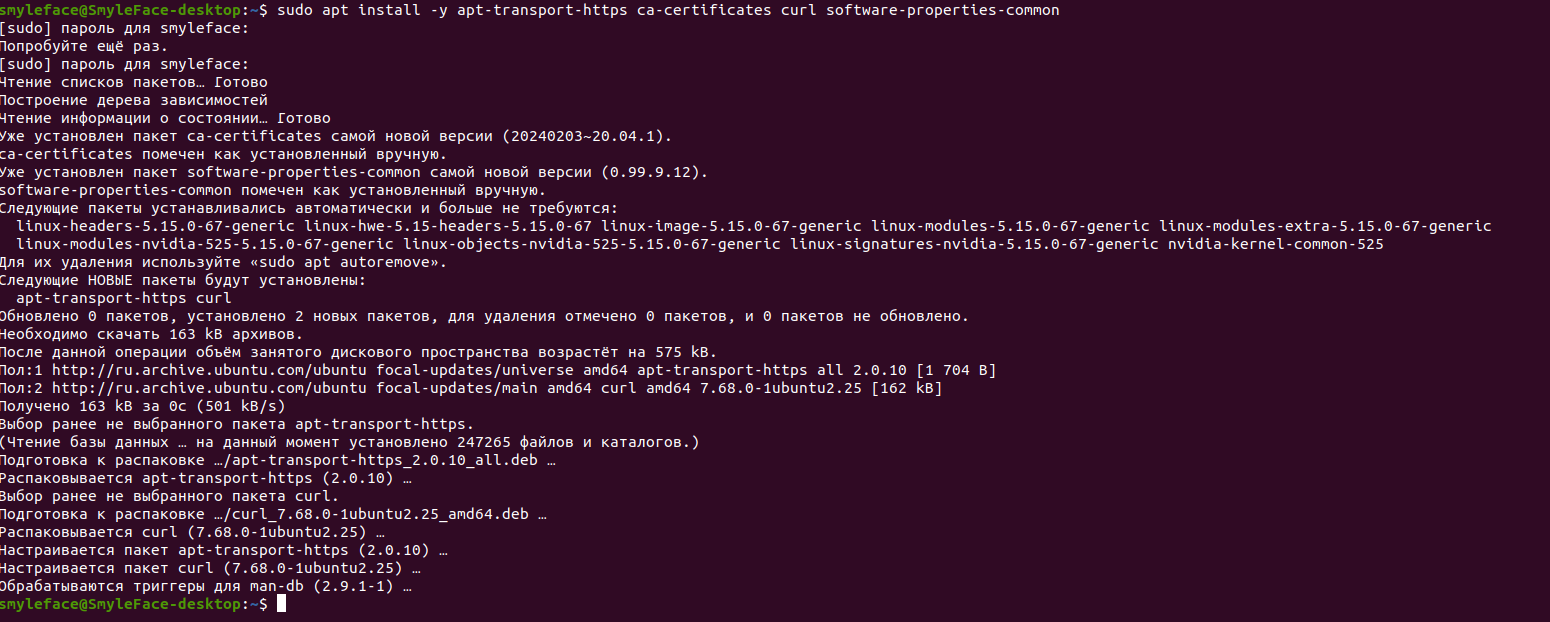 smyleface@SmyleFace-desktop:~$ sudo apt install -y apt-transport-https ca-certificates curl software-properties-common
[sudo] пароль для smyleface:
Попробуйте ещё раз.
[sudo] пароль для smyleface:
Чтение списков пакетов… Готово
Построение дерева зависимостей
Чтение информации о состоянии… Готово
Уже установлен пакет ca-certificates самой новой версии (20240203~20.04.1).
ca-certificates помечен как установленный вручную.
Уже установлен пакет software-properties-common самой новой версии (0.99.9.12).
software-properties-common помечен как установленный вручную.
Следующие пакеты устанавливались автоматически и больше не требуются:
  linux-headers-5.15.0-67-generic linux-hwe-5.15-headers-5.15.0-67 linux-image-5.15.0-67-generic linux-modules-5.15.0-67-generic linux-modules-extra-5.15.0-67-generic
  linux-modules-nvidia-525-5.15.0-67-generic linux-objects-nvidia-525-5.15.0-67-generic linux-signatures-nvidia-5.15.0-67-generic nvidia-kernel-common-525
Для их удаления используйте «sudo apt autoremove».
Следующие НОВЫЕ пакеты будут установлены:
  apt-transport-https curl
Обновлено 0 пакетов, установлено 2 новых пакетов, для удаления отмечено 0 пакетов, и 0 пакетов не обновлено.
Необходимо скачать 163 kB архивов.
После данной операции объём занятого дискового пространства возрастёт на 575 kB.
Пол:1 http://ru.archive.ubuntu.com/ubuntu focal-updates/universe amd64 apt-transport-https all 2.0.10 [1 704 B]
Пол:2 http://ru.archive.ubuntu.com/ubuntu focal-updates/main amd64 curl amd64 7.68.0-1ubuntu2.25 [162 kB]
Получено 163 kB за 0с (501 kB/s)
Выбор ранее не выбранного пакета apt-transport-https.
(Чтение базы данных … на данный момент установлено 247265 файлов и каталогов.)
Подготовка к распаковке …/apt-transport-https_2.0.10_all.deb …
Распаковывается apt-transport-https (2.0.10) …
Выбор ранее не выбранного пакета curl.
Подготовка к распаковке …/curl_7.68.0-1ubuntu2.25_amd64.deb …
Распаковывается curl (7.68.0-1ubuntu2.25) …
Настраивается пакет apt-transport-https (2.0.10) …
Настраивается пакет curl (7.68.0-1ubuntu2.25) …
Обрабатываются триггеры для man-db (2.9.1-1) …
smyleface@SmyleFace-desktop:~$